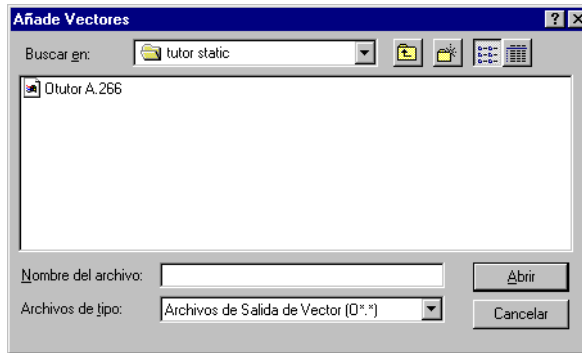 Añade Vectores
Buscar en: tutor static
Otutor A.266
Nombre del archivo: Abrir
Archivos de tipo: Archivos de Salida de Vector (O*.*) Cancelar